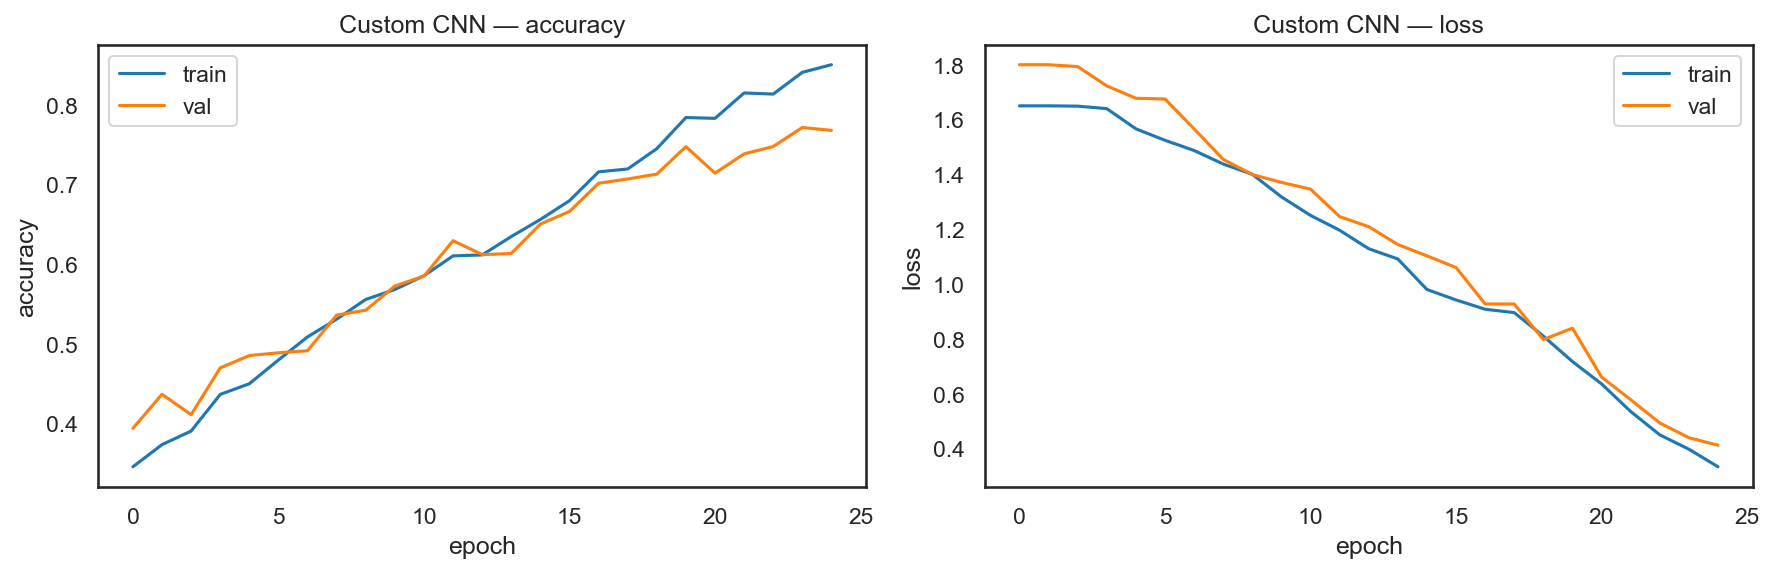 Custom CNN — accuracy
train
val
0.8
0.7
0.6
0.5
0.4
accuracy
0 5 10 15 20 25
epoch
Custom CNN — loss
train
val
1.8
1.6
1.4
1.2
1.0
0.8
0.6
0.4
loss
0 5 10 15 20 25
epoch